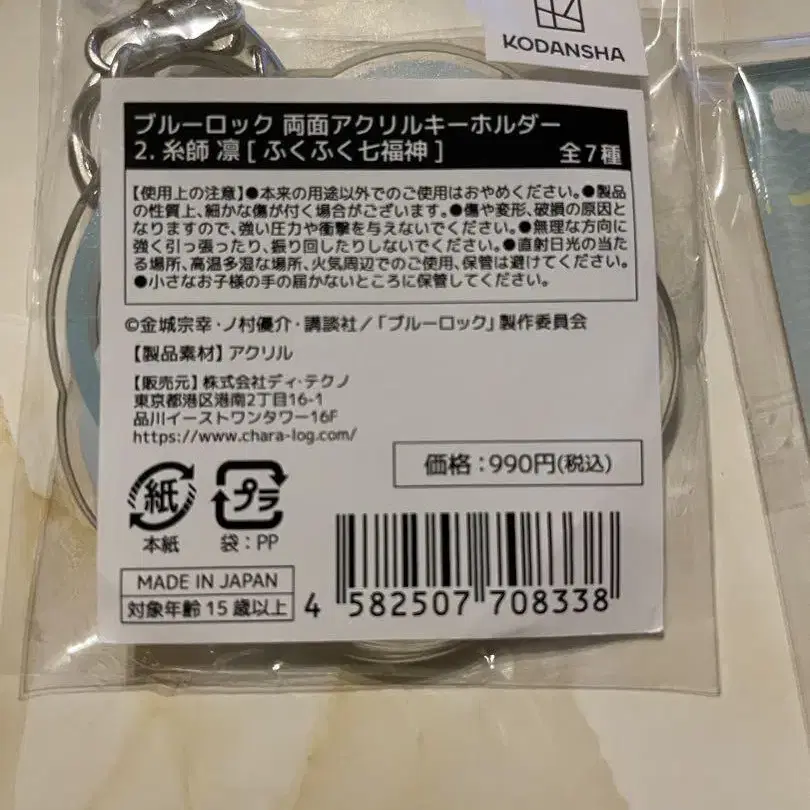 KODANSHA
ブルーロック 両面アクリルキーホルダー
2. 糸師 凛 [ ふくふく七福神 ] 全7種
【使用上の注意】●本来の用途以外でのご使用はおやめください。●製品
の性質上、細かな傷が付く場合がございます。●傷や変形、破損の原因と
なりますので、強い圧力や衝撃を与えないでください。●無理な方向に
強く引っ張ったり、振り回したりしないでください。●直射日光の当た
る場所、高温多湿な場所、火気周辺でのご使用、保管は避けてください。
●小さなお子様の手の届かないところに保管してください。
©金城宗幸・ノ村優介・講談社/「ブルーロック」製作委員会
【製品素材】アクリル
【販売元】株式会社ディ・テクノ
東京都港区港南2丁目16-1
品川イーストワンタワー16F
https://www.chara-log.com/
価格:990円(税込)
紙 プラ
本紙 袋:PP
MADE IN JAPAN
対象年齢15歳以上
4 582507 708338